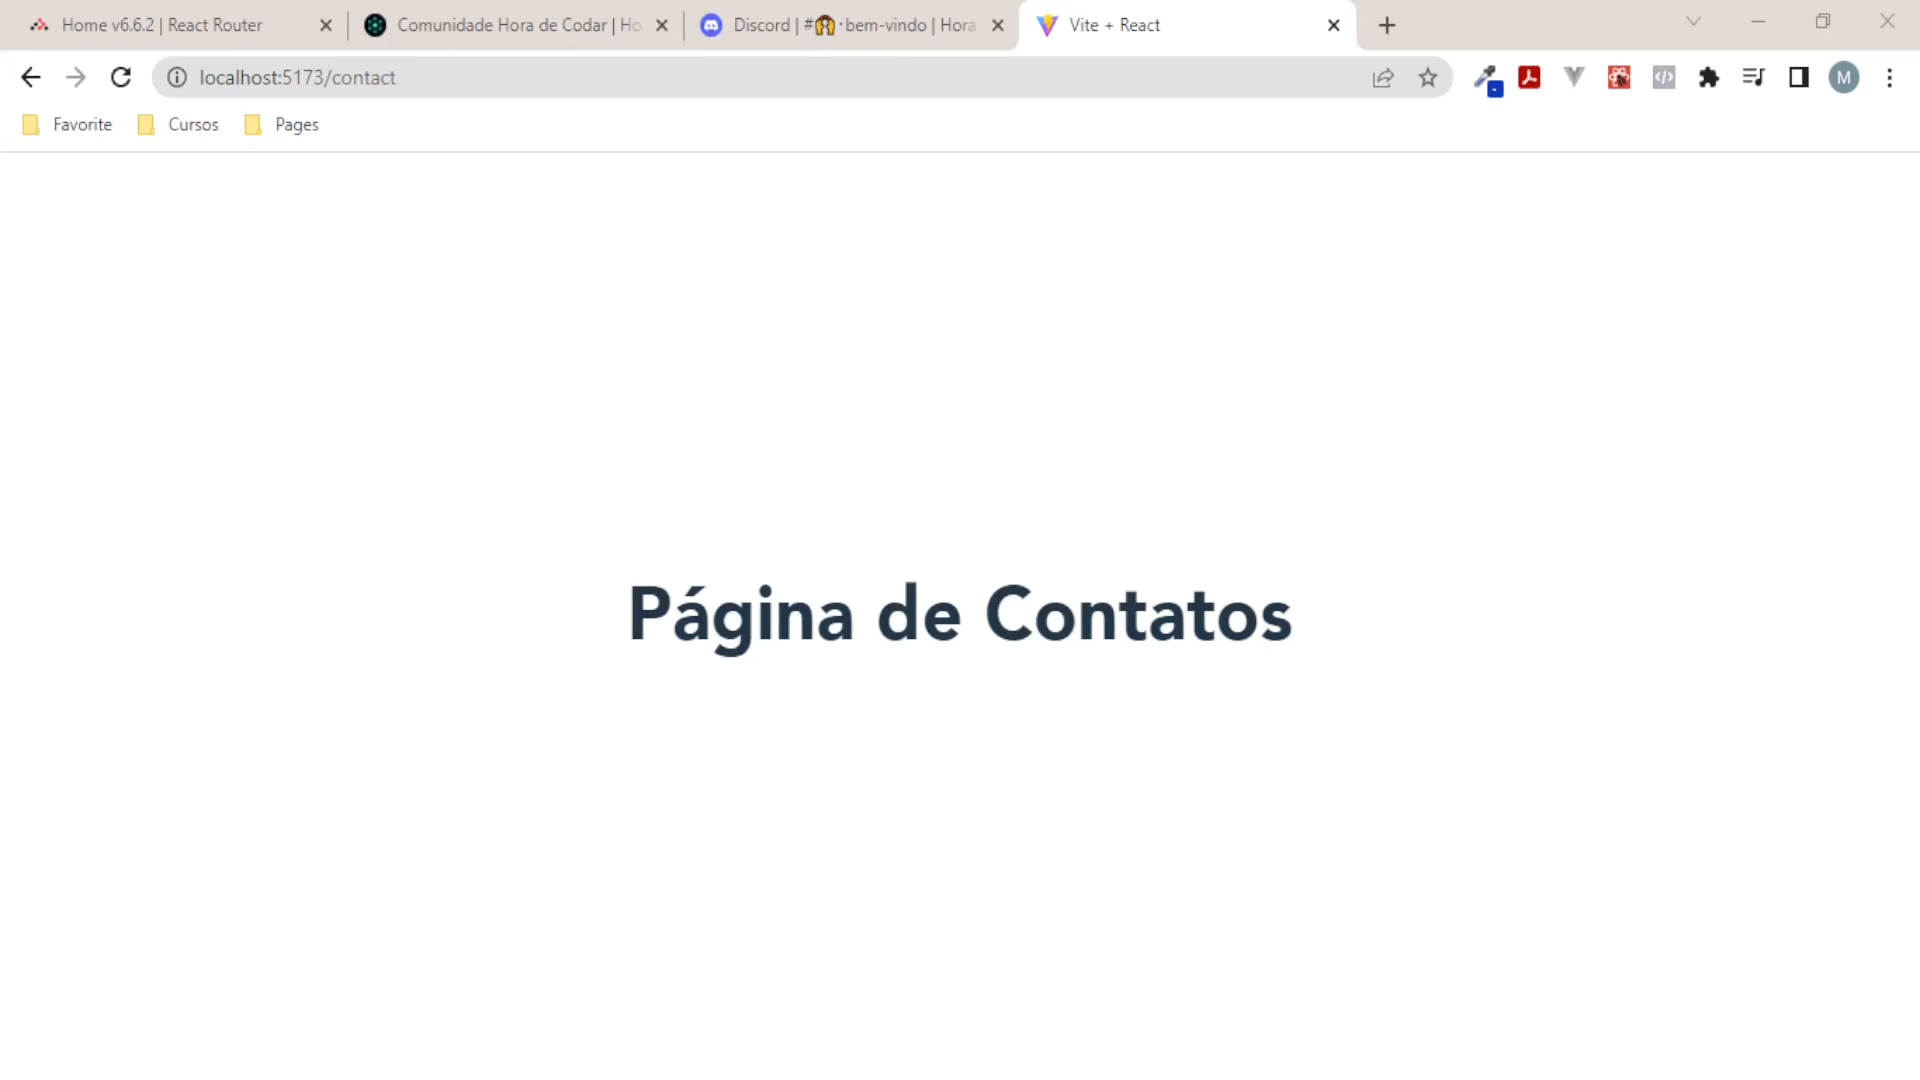 Home v6.6.2 | React Router
Comunidade Hora de Codar | Ho
Discord | #🙌・bem-vindo | Hora
Vite + React
localhost:5173/contact
M
Favorite
Cursos
Pages
Página de Contatos